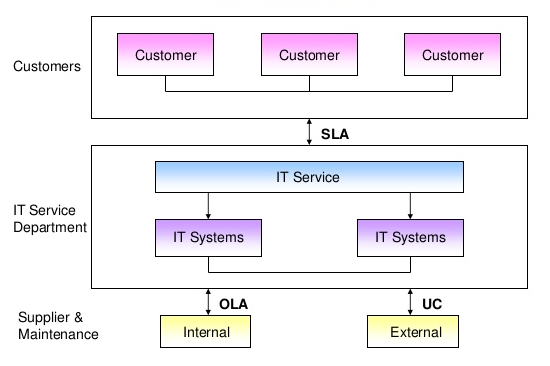 Customers
Customer
Customer
Customer
SLA
IT Service
Department
IT Service
IT Systems
IT Systems
OLA
UC
Supplier &
Maintenance
Internal
External